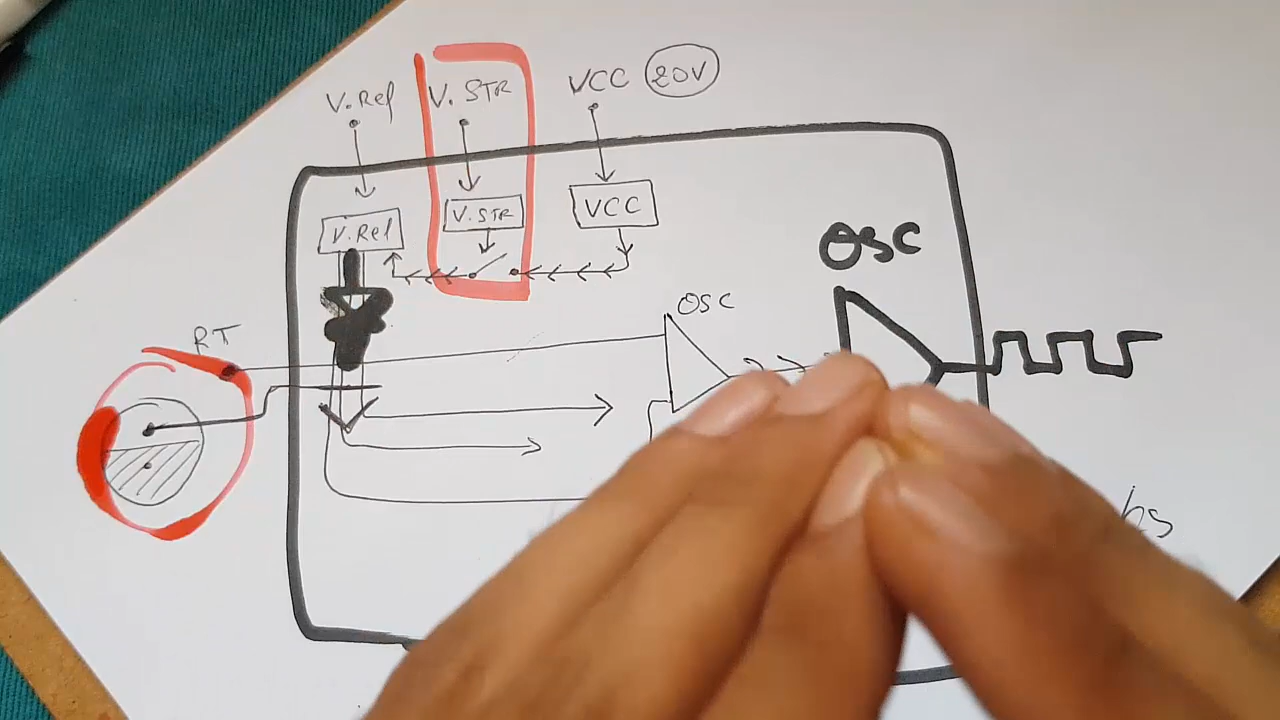 V.Ref
V. STR
VCC 20V
V.Ref
V.STR
VCC
OSC
OSC
RT